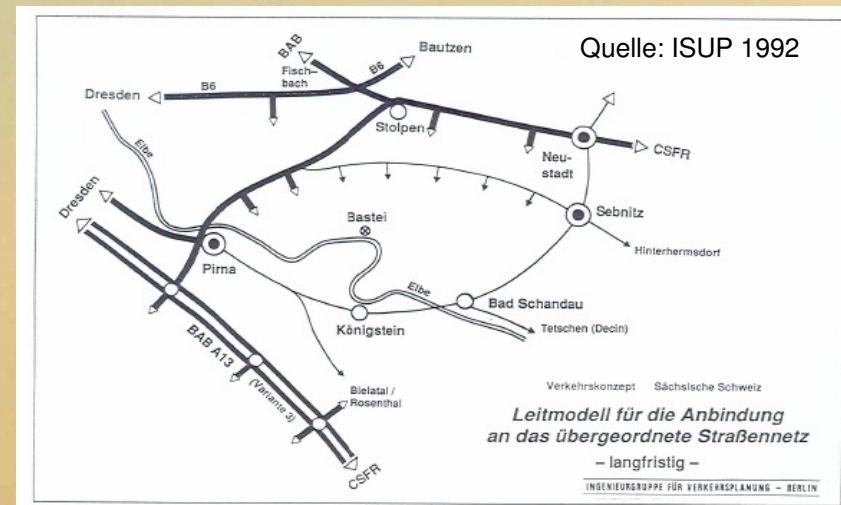 Quelle: ISUP 1992
BAB
Bautzen
B6
Fisch-
bach
B6
Dresden
Stolpen
CSFR
Neu-
stadt
Elbe
Dresden
Bastei
Sebnitz
Hinterhermsdorf
Pirna
Elbe
Bad Schandau
Königstein
Tetschen (Decin)
BAB A13
(Variante 3)
Bielatal /
Rosenthal
CSFR
Verkehrskonzept Sächsische Schweiz
Leitmodell für die Anbindung
an das übergeordnete Straßennetz
– langfristig –
INGENIEURGRUPPE FÜR VERKEHRSPLANUNG – BERLIN